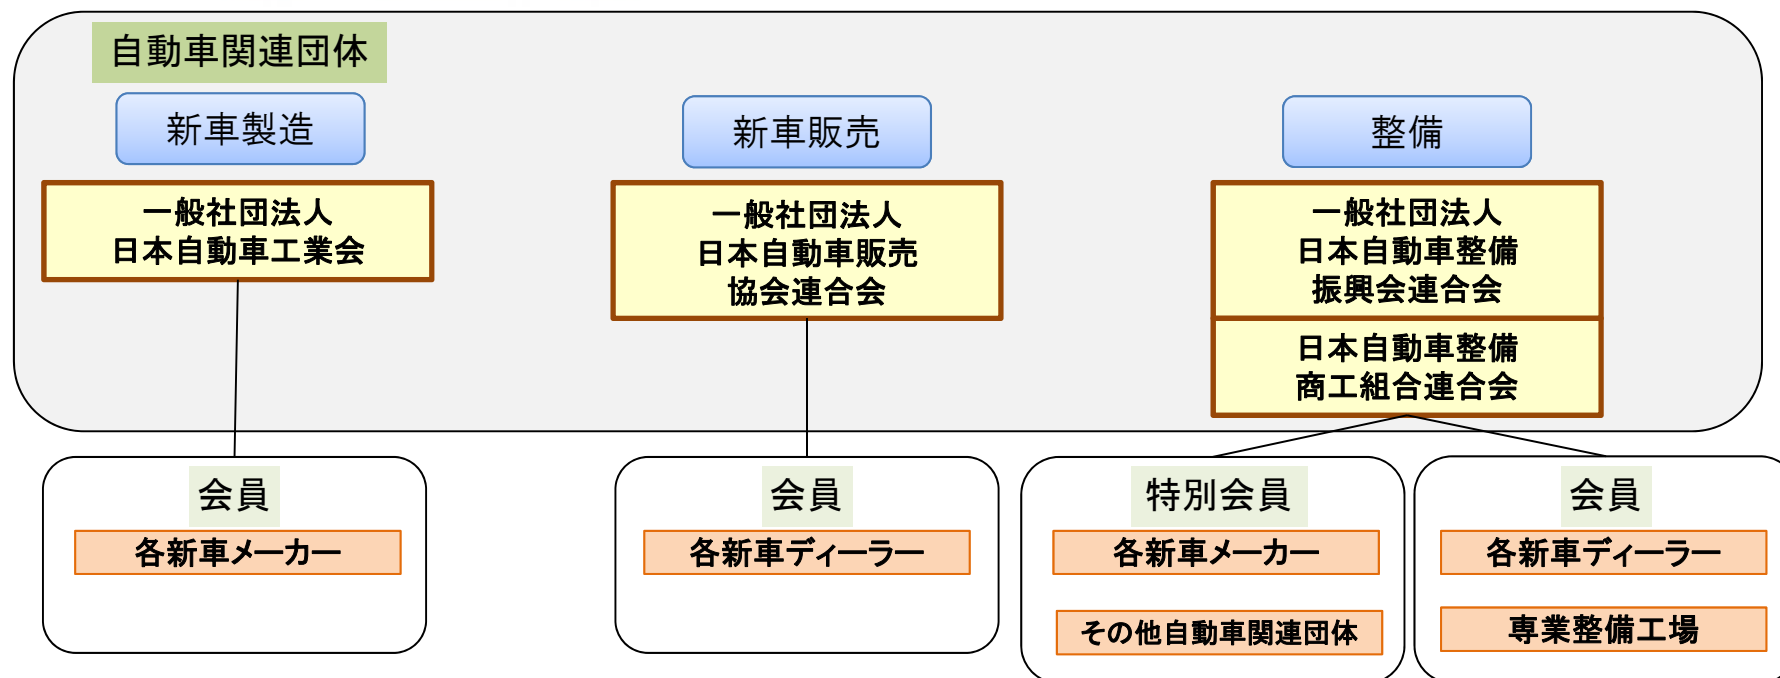 自動車関連団体
新車製造
一般社団法人
日本自動車工業会
新車販売
一般社団法人
日本自動車販売
協会連合会
整備
一般社団法人
日本自動車整備
振興会連合会
日本自動車整備
商工組合連合会
会員
各新車メーカー
会員
各新車ディーラー
特別会員
各新車メーカー
その他自動車関連団体
会員
各新車ディーラー
専業整備工場